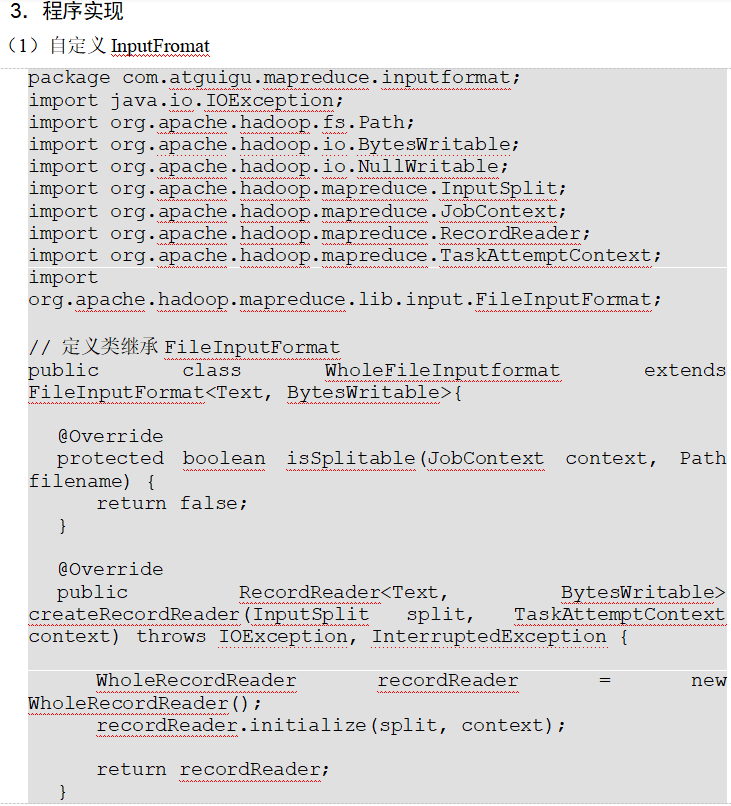 3．程序实现
（1）自定义 InputFromat
package com.atguigu.mapreduce.inputformat;
import java.io.IOException;
import org.apache.hadoop.fs.Path;
import org.apache.hadoop.io.BytesWritable;
import org.apache.hadoop.io.NullWritable;
import org.apache.hadoop.mapreduce.InputSplit;
import org.apache.hadoop.mapreduce.JobContext;
import org.apache.hadoop.mapreduce.RecordReader;
import org.apache.hadoop.mapreduce.TaskAttemptContext;
import
org.apache.hadoop.mapreduce.lib.input.FileInputFormat;
// 定义类继承 FileInputFormat
public class WholeFileInputformat extends
FileInputFormat<Text, BytesWritable>{
@Override
protected boolean isSplitable(JobContext context, Path
filename) {
return false;
}
@Override
public RecordReader<Text, BytesWritable>
createRecordReader(InputSplit split, TaskAttemptContext
context) throws IOException, InterruptedException {
WholeRecordReader recordReader = new
WholeRecordReader();
recordReader.initialize(split, context);
return recordReader;
}